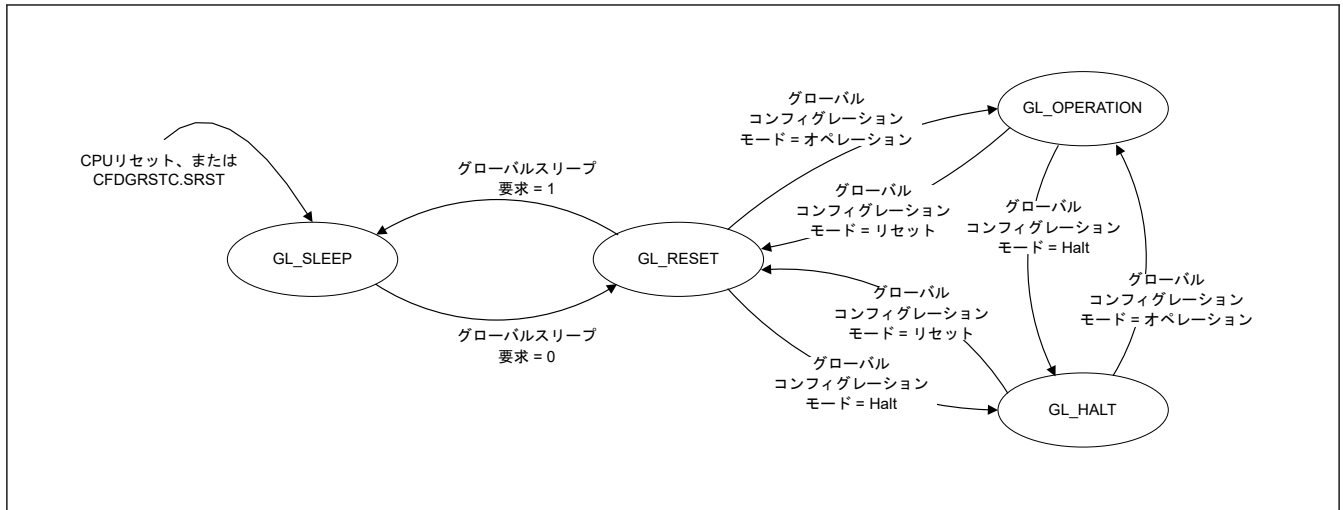 CPUリセット、または
CFDGRSTC.SRST
GL_SLEEP
グローバルスリープ
要求 = 1
グローバルスリープ
要求 = 0
GL_RESET
グローバル
コンフィグレーション
モード = オペレーション
グローバル
コンフィグレーション
モード = リセット
グローバル
コンフィグレーション
モード = リセット
グローバル
コンフィグレーション
モード = Halt
GL_OPERATION
グローバル
コンフィグレーション
モード = Halt
グローバル
コンフィグレーション
モード = オペレーション
GL_HALT